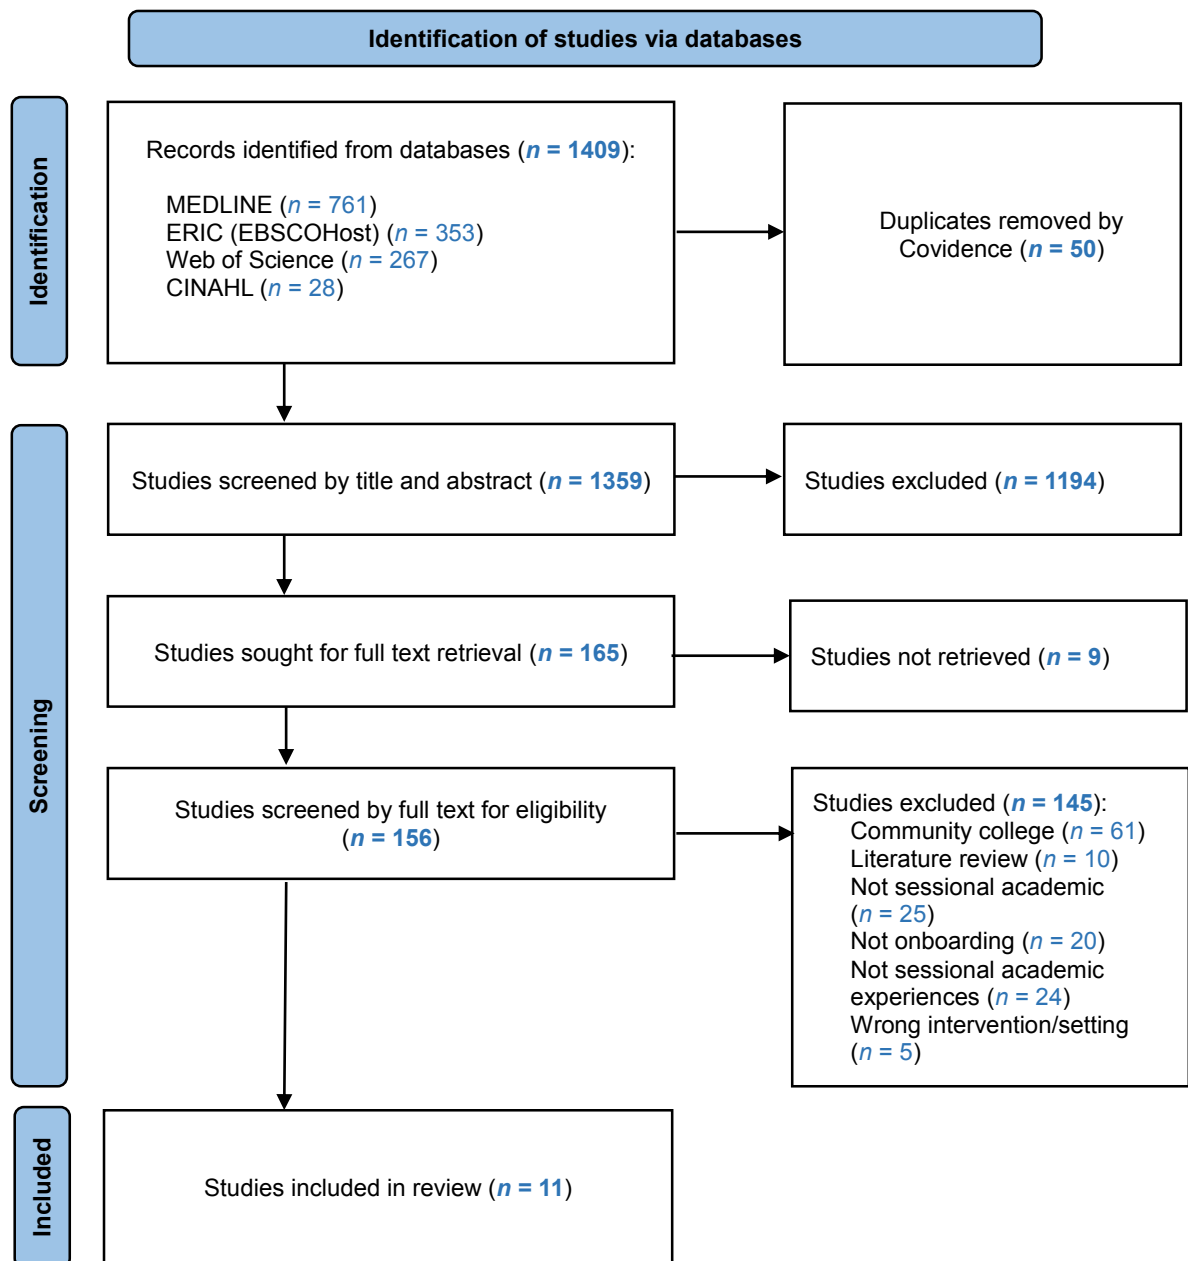 Identification of studies via databases
Identification
Records identified from databases (n = 1409):
MEDLINE (n = 761)
ERIC (EBSCOHost) (n = 353)
Web of Science (n = 267)
CINAHL (n = 28)
Duplicates removed by
Covidence (n = 50)
Screening
Studies screened by title and abstract (n = 1359)
Studies excluded (n = 1194)
Studies sought for full text retrieval (n = 165)
Studies not retrieved (n = 9)
Studies screened by full text for eligibility
(n = 156)
Studies excluded (n = 145):
Community college (n = 61)
Literature review (n = 10)
Not sessional academic
(n = 25)
Not onboarding (n = 20)
Not sessional academic
experiences (n = 24)
Wrong intervention/setting
(n = 5)
Included
Studies included in review (n = 11)